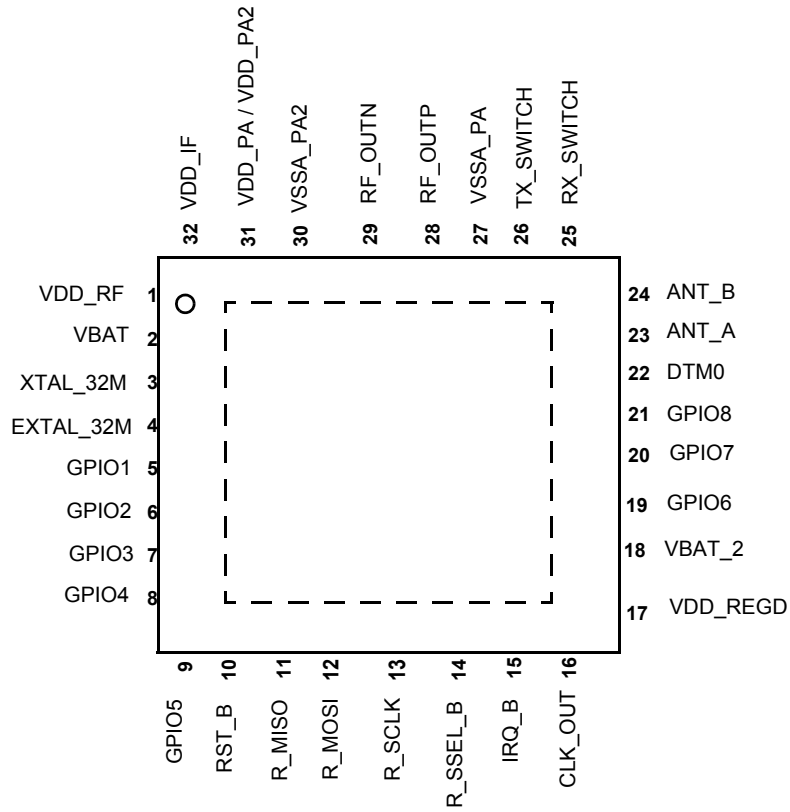 32 VDD_IF
31 VDD_PA / VDD_PA2
30 VSSA_PA2
29 RF_OUTN
28 RF_OUTP
27 VSSA_PA
26 TX_SWITCH
25 RX_SWITCH
VDD_RF 1
VBAT 2
XTAL_32M 3
EXTAL_32M 4
GPIO1 5
GPIO2 6
GPIO3 7
GPIO4 8
24 ANT_B
23 ANT_A
22 DTM0
21 GPIO8
20 GPIO7
19 GPIO6
18 VBAT_2
17 VDD_REGD
GPIO5 9
RST_B 10
R_MISO 11
R_MOSI 12
R_SCLK 13
R_SSEL_B 14
IRQ_B 15
CLK_OUT 16